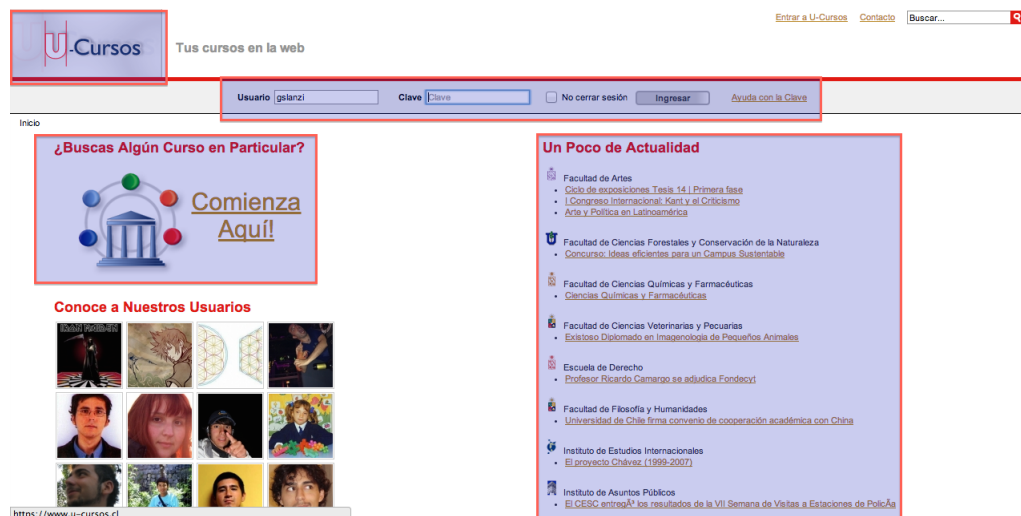 Entrar a U-Cursos Contacto Buscar...
U-Cursos
Tus cursos en la web
Usuario gslanzi Clave Clave No cerrar sesión Ingresar Ayuda con la Clave
Inicio
¿Buscas Algún Curso en Particular?
Comienza
Aquí!
Conoce a Nuestros Usuarios
IRON MAIDEN
Un Poco de Actualidad
Facultad de Artes
Ciclo de exposiciones Tesis 14 | Primera fase
I Congreso Internacional: Kant y el Criticismo
Arte y Política en Latinoamérica
Facultad de Ciencias Forestales y Conservación de la Naturaleza
Concurso: Ideas eficientes para un Campus Sustentable
Facultad de Ciencias Químicas y Farmacéuticas
Ciencias Químicas y Farmacéuticas
Facultad de Ciencias Veterinarias y Pecuarias
Existoso Diplomado en Imagenologia de Pequeños Animales
Escuela de Derecho
Profesor Ricardo Camargo se adjudica Fondecyt
Facultad de Filosofía y Humanidades
Universidad de Chile firma convenio de cooperación académica con China
Instituto de Estudios Internacionales
El proyecto Chávez (1999-2007)
Instituto de Asuntos Públicos
El CESC entregÃ³ los resultados de la VII Semana de Visitas a Estaciones de PolicÃa
https://www.u-cursos.cl